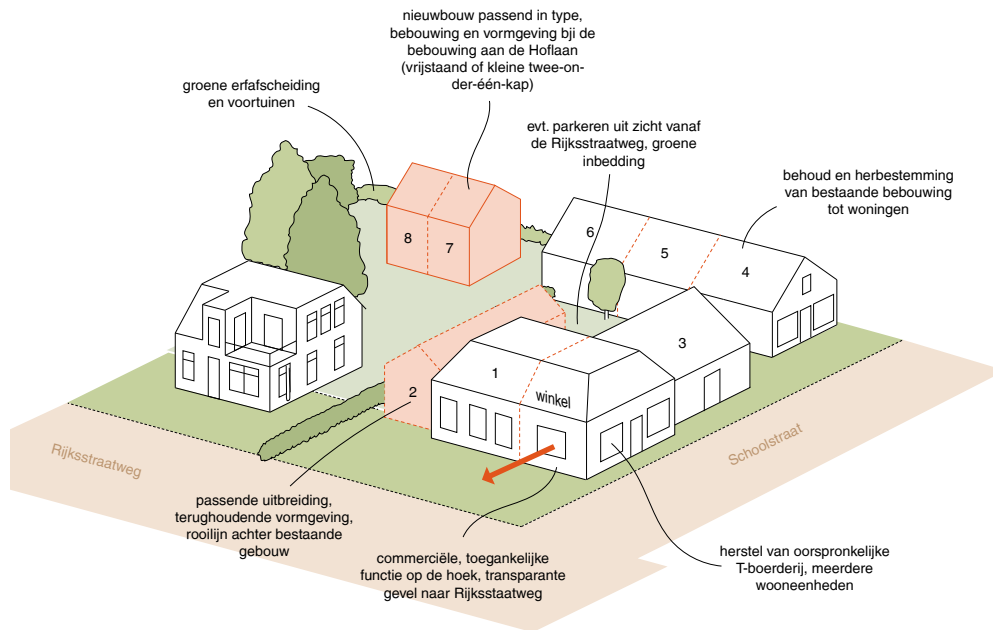 nieuwbouw passend in type,
bebouwing en vormgeving bji de
bebouwing aan de Hoflaan
(vrijstaand of kleine twee-on-
der-één-kap)
groene erfafscheiding
en voortuinen
evt. parkeren uit zicht vanaf
de Rijksstraatweg, groene
inbedding
behoud en herbestemming
van bestaande bebouwing
tot woningen
8
7
6
5
4
3
1
2
winkel
Rijksstraatweg
Schoolstraat
passende uitbreiding,
terughoudende vormgeving,
rooilijn achter bestaande
gebouw
commerciële, toegankelijke
functie op de hoek, transparante
gevel naar Rijksstaatweg
herstel van oorspronkelijke
T-boerderij, meerdere
wooneenheden